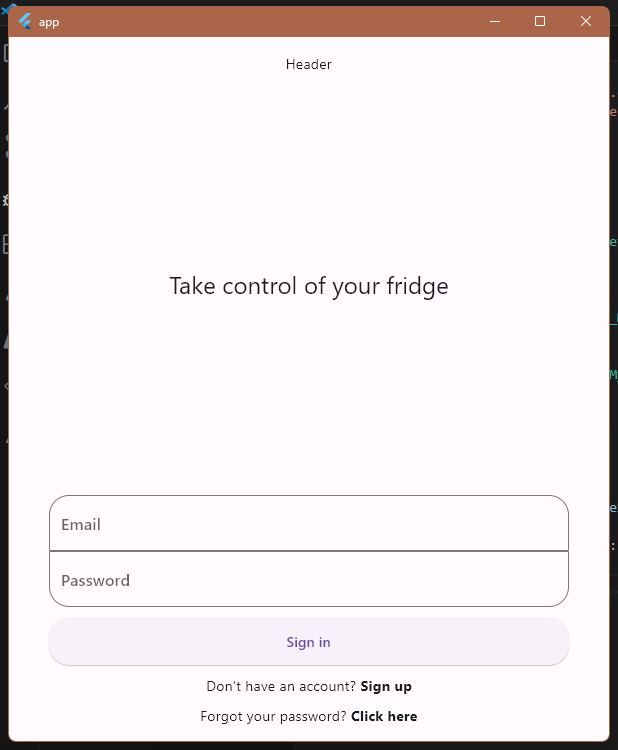 app
Header
Take control of your fridge
Email
Password
Sign in
Don't have an account? Sign up
Forgot your password? Click here